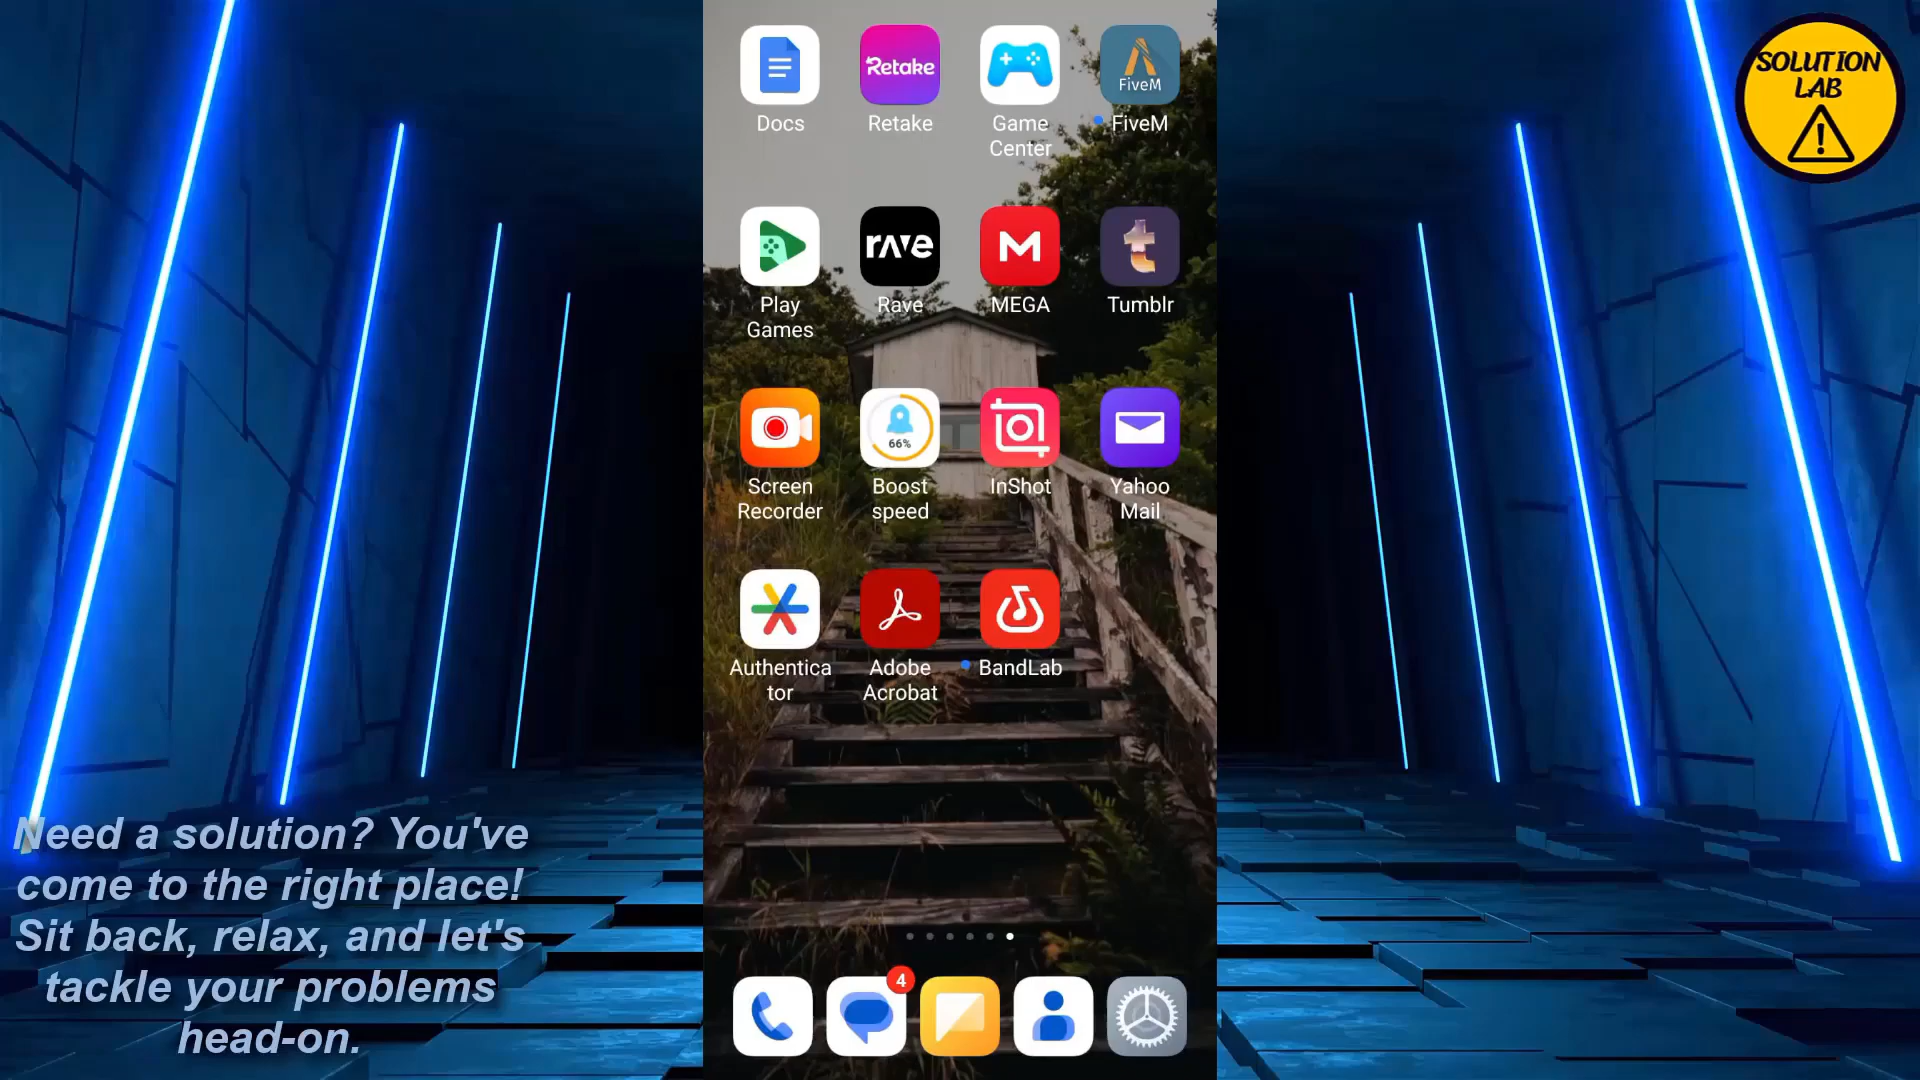 SOLUTION
LAB
Retake
FiveM
Docs
Retake
Game
Center
FiveM
rave
M
t
Play
Games
Rave
MEGA
Tumblr
66%
Screen
Recorder
Boost
speed
InShot
Yahoo
Mail
Authentica
tor
Adobe
Acrobat
BandLab
4
Need a solution? You've
come to the right place!
Sit back, relax, and let's
tackle your problems
head-on.